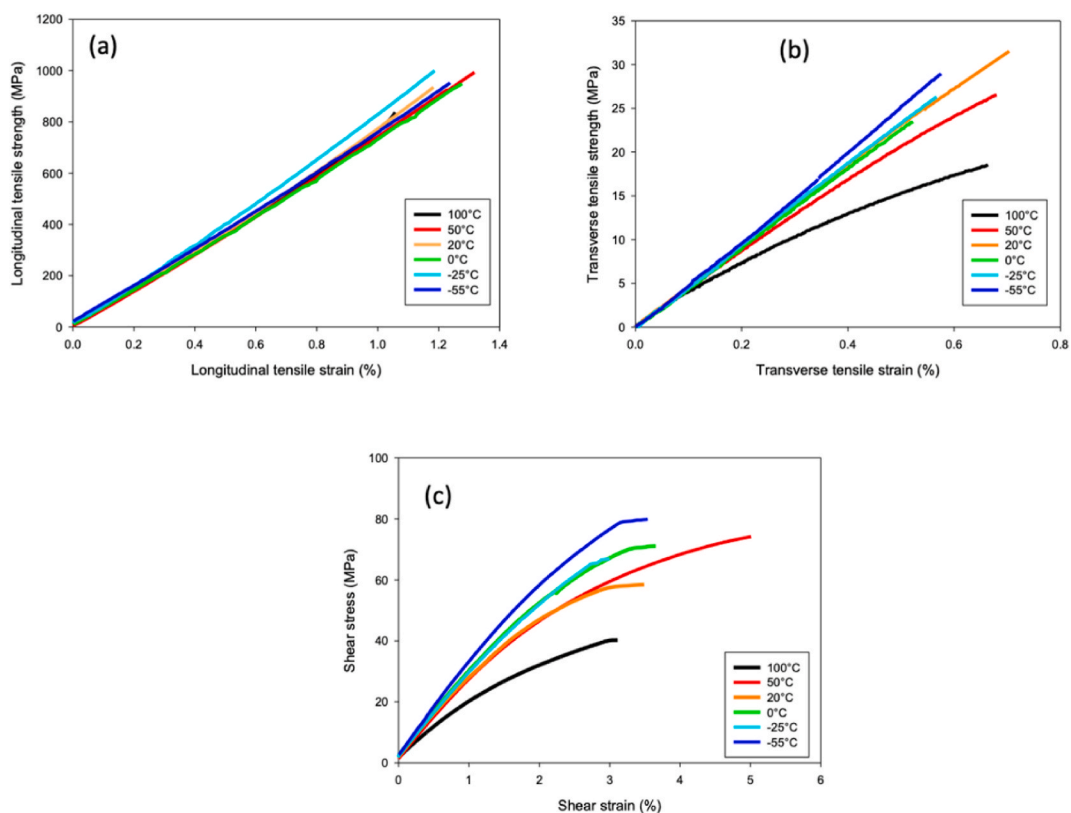 (a)
Longitudinal tensile strength (MPa)
1200
1000
800
600
400
200
0
0.0 0.2 0.4 0.6 0.8 1.0 1.2 1.4
Longitudinal tensile strain (%)
100°C
50°C
20°C
0°C
-25°C
-55°C
(b)
Transverse tensile strength (MPa)
35
30
25
20
15
10
5
0
0.0 0.2 0.4 0.6 0.8
Transverse tensile strain (%)
100°C
50°C
20°C
0°C
-25°C
-55°C
(c)
Shear stress (MPa)
100
80
60
40
20
0
0 1 2 3 4 5 6
Shear strain (%)
100°C
50°C
20°C
0°C
-25°C
-55°C